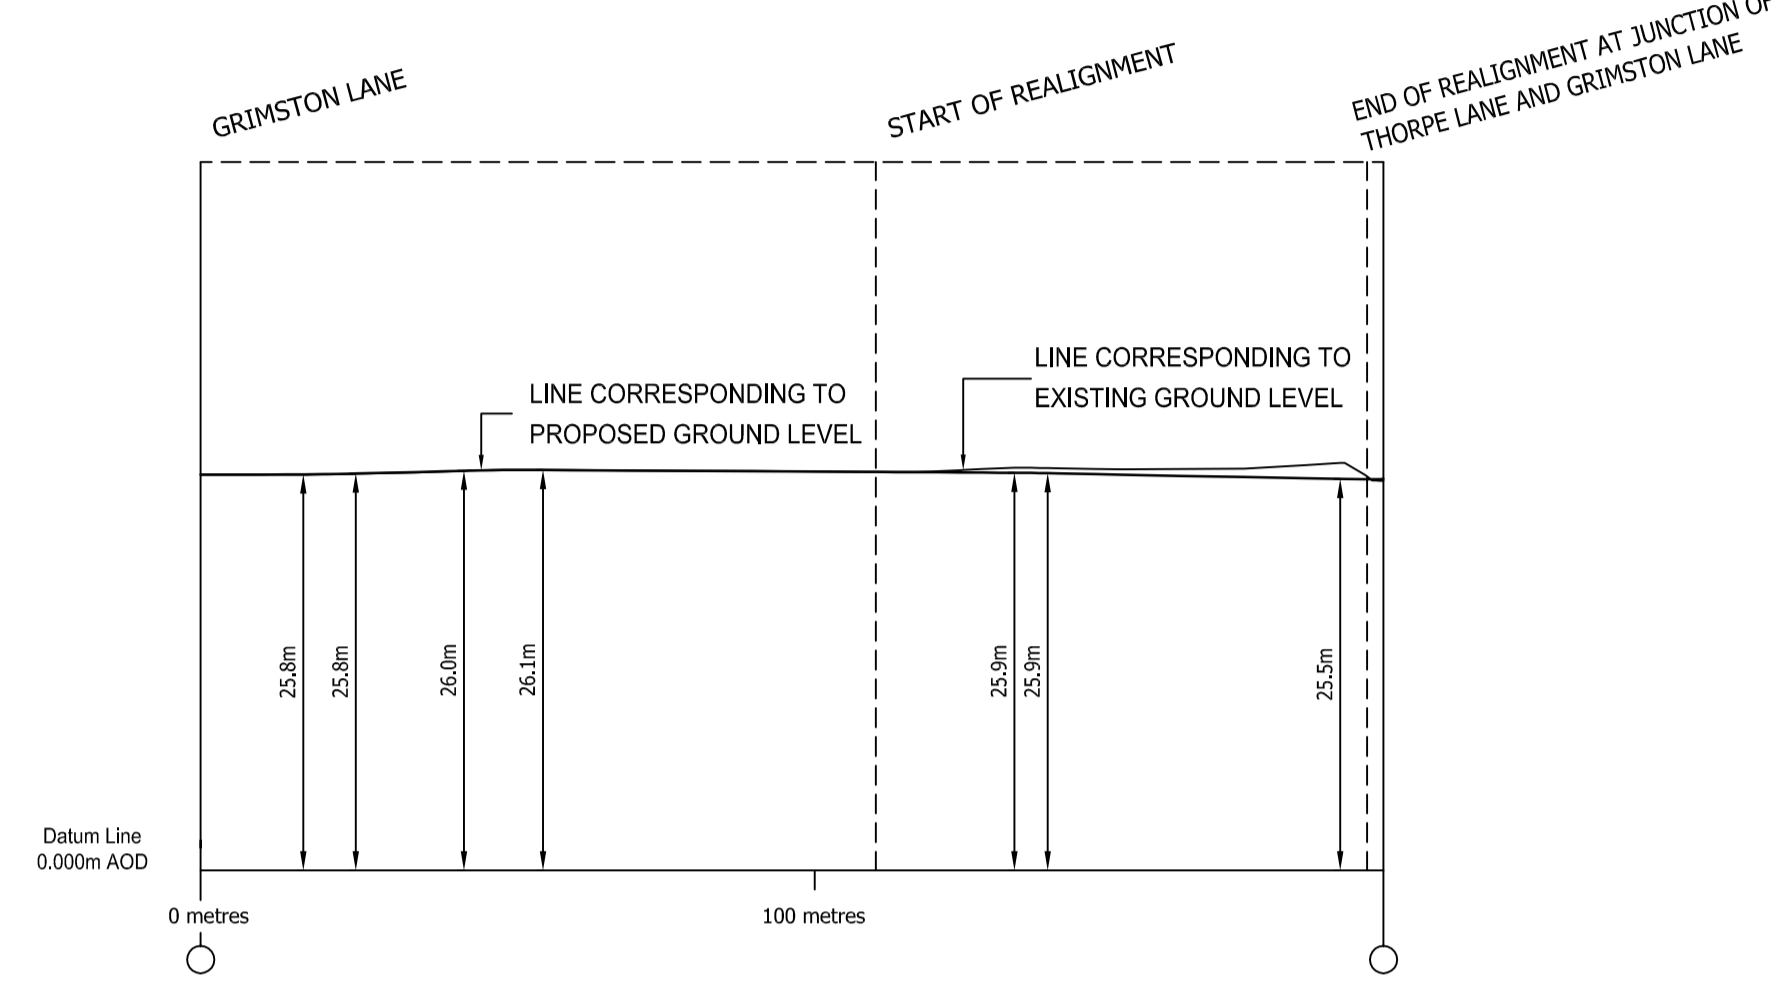 GRIMSTON LANE
START OF REALIGNMENT
END OF REALIGNMENT AT JUNCTION OF
THORPE LANE AND GRIMSTON LANE
LINE CORRESPONDING TO
PROPOSED GROUND LEVEL
LINE CORRESPONDING TO
EXISTING GROUND LEVEL
25.8m
25.8m
26.0m
26.1m
25.9m
25.9m
25.5m
Datum Line
0.000m AOD
0 metres
100 metres